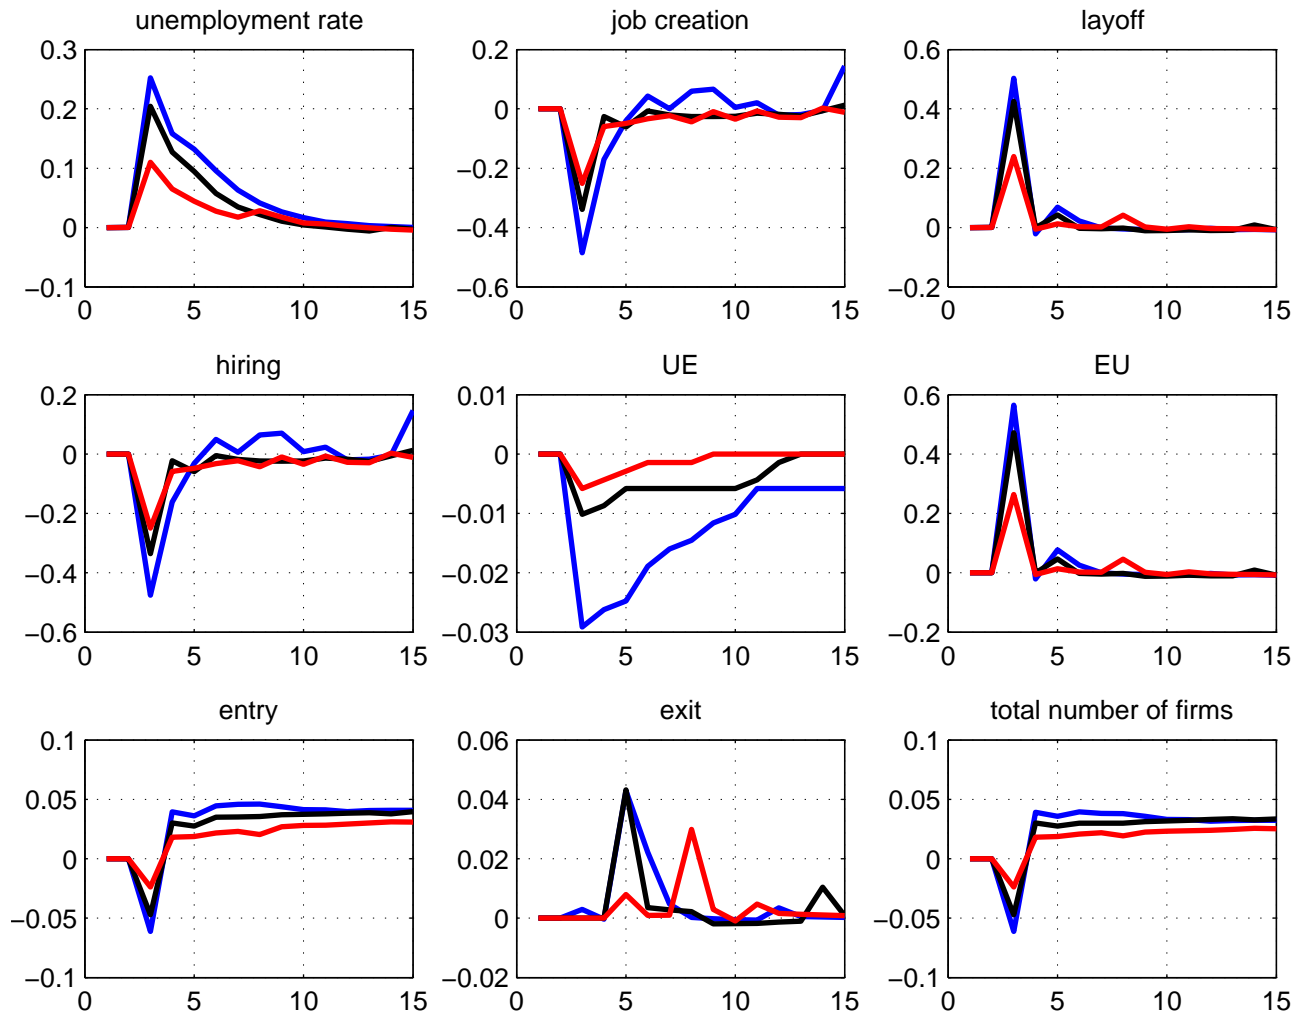 unemployment rate job creation layoff
0.3 0.2 0.6
0.2 0 0.4
0.1 −0.2 0.2
0 −0.4 0
−0.1 −0.6 −0.2
0 5 10 15 0 5 10 15 0 5 10 15
hiring UE EU
0.2 0.01 0.6
0 0 0.4
−0.2 −0.01 0.2
−0.4 −0.02 0
−0.6 −0.03 −0.2
0 5 10 15 0 5 10 15 0 5 10 15
entry exit total number of firms
0.1 0.06 0.1
0.05 0.04 0.05
0 0.02 0
−0.05 0 −0.05
−0.1 −0.02 −0.1
0 5 10 15 0 5 10 15 0 5 10 15